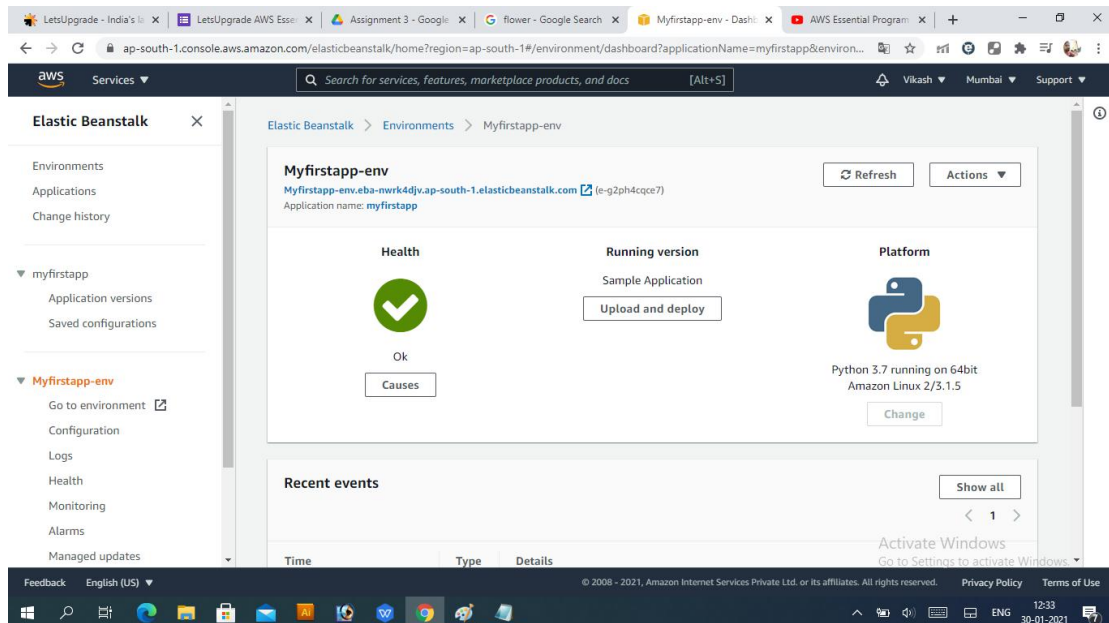 LetsUpgrade - India's la
LetsUpgrade AWS Esser
Assignment 3 - Google
flower - Google Search
Myfirstapp-env - Dashb
AWS Essential Program
ap-south-1.console.aws.amazon.com/elasticbeanstalk/home?region=ap-south-1#/environment/dashboard?applicationName=myfirstapp&environ...
aws
Services ▼
Search for services, features, marketplace products, and docs [Alt+S]
Vikash ▼
Mumbai ▼
Support ▼
Elastic Beanstalk
Environments
Applications
Change history
myfirstapp
Application versions
Saved configurations
Myfirstapp-env
Go to environment
Configuration
Logs
Health
Monitoring
Alarms
Managed updates
Elastic Beanstalk > Environments > Myfirstapp-env
Myfirstapp-env
Myfirstapp-env.eba-nwrk4djv.ap-south-1.elasticbeanstalk.com (e-g2ph4cqce7)
Application name: myfirstapp
Refresh
Actions ▼
Health
Ok
Causes
Running version
Sample Application
Upload and deploy
Platform
Python 3.7 running on 64bit
Amazon Linux 2/3.1.5
Change
Recent events
Show all
< 1 >
Time Type Details
Activate Windows
Go to Settings to activate Windows.
Feedback English (US) ▼
© 2008 - 2021, Amazon Internet Services Private Ltd. or its affiliates. All rights reserved. Privacy Policy Terms of Use
Ai
ENG
12:33
30-01-2021